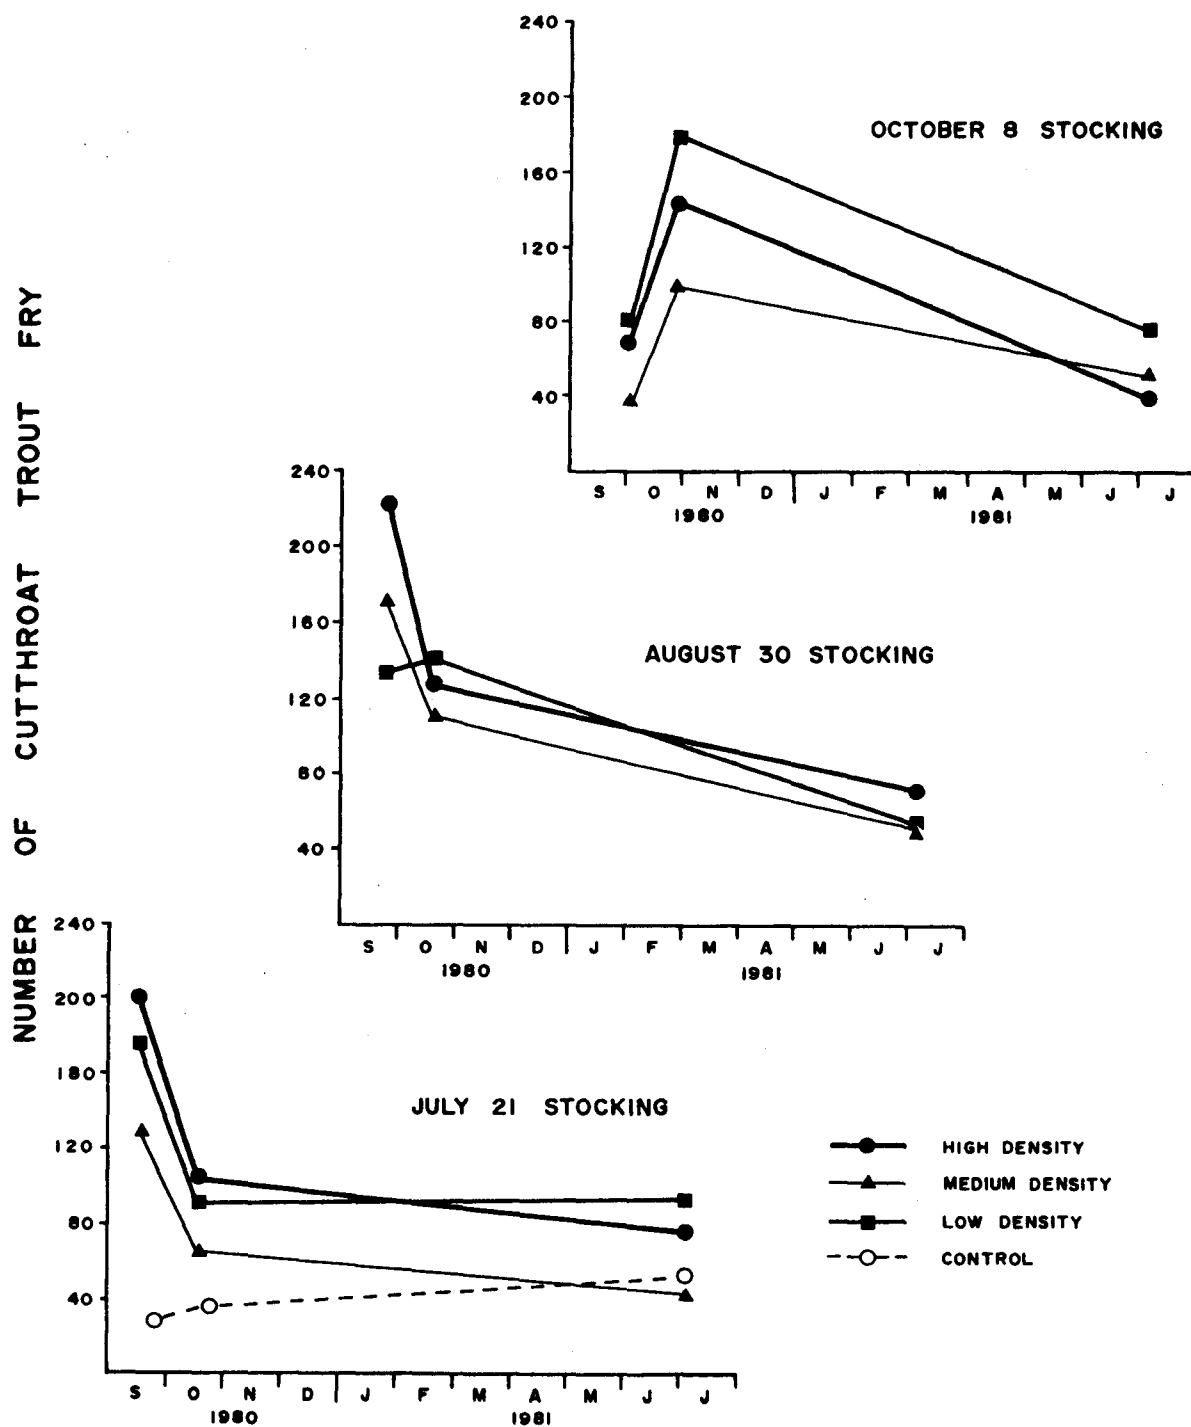 NUMBER OF CUTTHROAT TROUT FRY
240
200
160
120
80
40
OCTOBER 8 STOCKING
S O N D J F M A M J J
1980 1981
240
200
160
120
80
40
AUGUST 30 STOCKING
S O N D J F M A M J J
1980 1981
240
200
180
120
80
40
JULY 21 STOCKING
S O N D J F M A M J J
1980 1981
HIGH DENSITY
MEDIUM DENSITY
LOW DENSITY
CONTROL